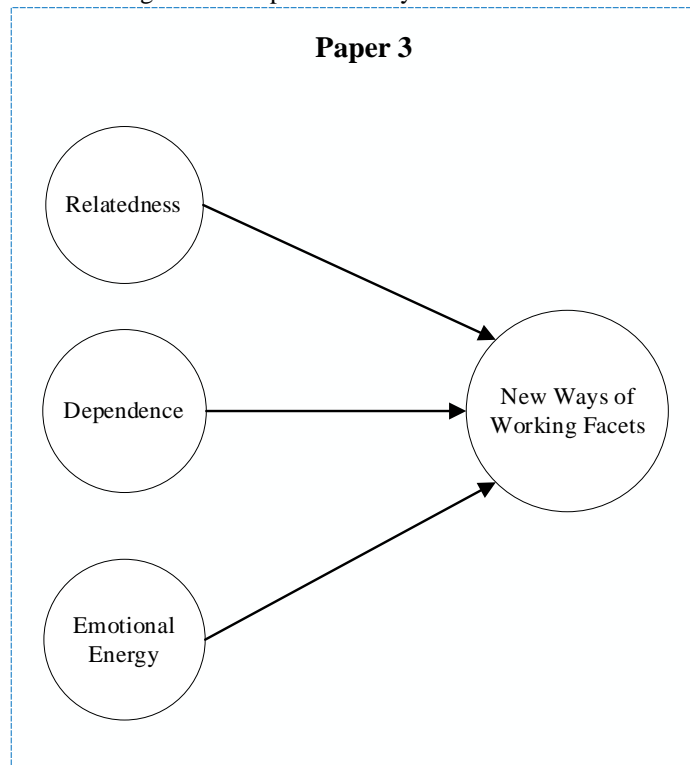 Paper 3
Relatedness
Dependence
New Ways of
Working Facets
Emotional
Energy